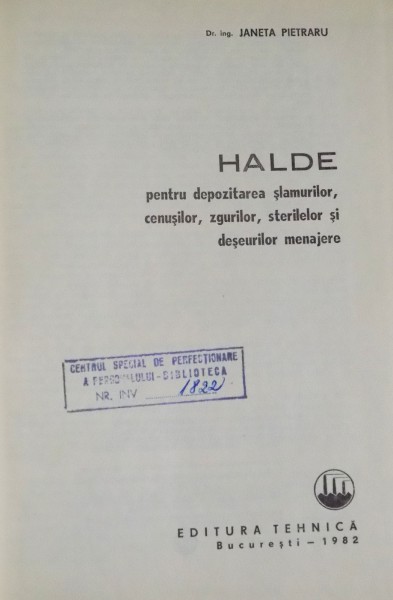 Dr. ing. JANETA PIETRARU
HALDE
pentru depozitarea șlamurilor,
cenușilor, zgurilor, sterilelor și
deșeurilor menajere
CENTRUL SPECIAL DE PERFECȚIONARE
A PERSONALULUI - BIBLIOTECA
NR. INV 1822
EDITURA TEHNICĂ
București — 1982